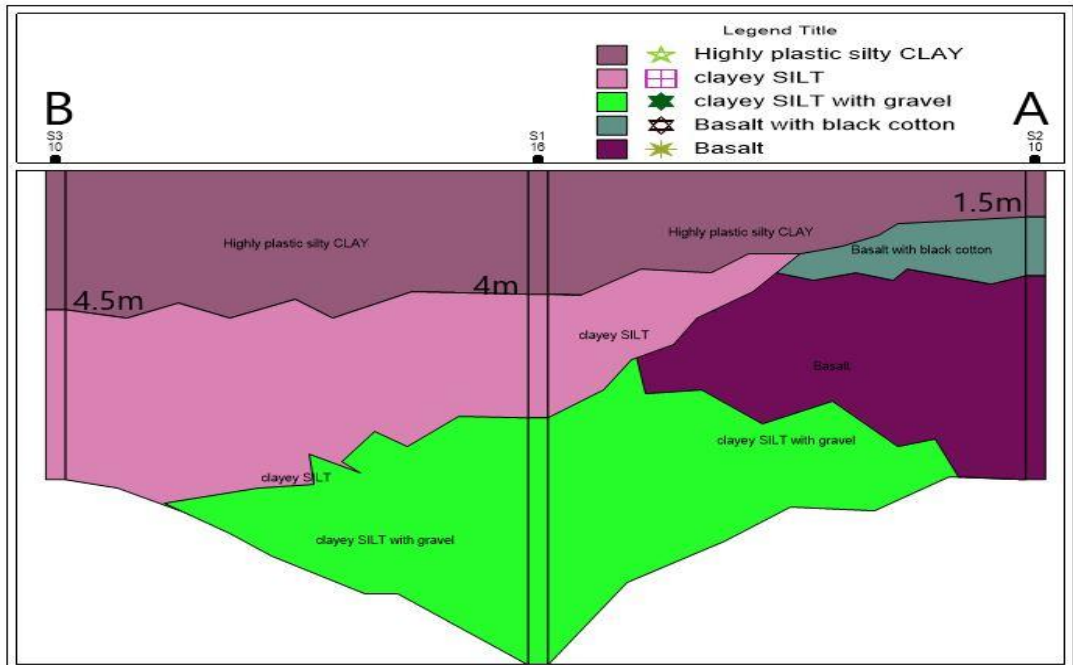 Legend Title
Highly plastic silty CLAY
clayey SILT
clayey SILT with gravel
Basalt with black cotton
Basalt
B
A
S3
10
S1
16
S2
10
1.5m
Highly plastic silty CLAY
Highly plastic silty CLAY
Basalt with black cotton
4m
4.5m
clayey SILT
Basalt
clayey SILT with gravel
clayey SILT
clayey SILT with gravel